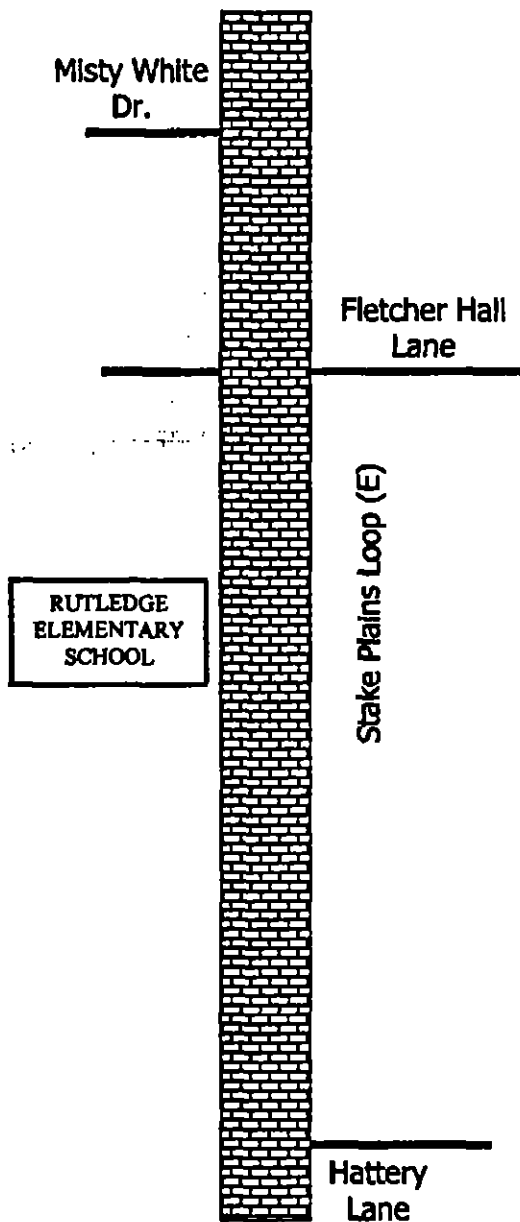 Misty White
Dr.
Fletcher Hall
Lane
Stake Plains Loop (E)
RUTLEDGE
ELEMENTARY
SCHOOL
Hattery
Lane